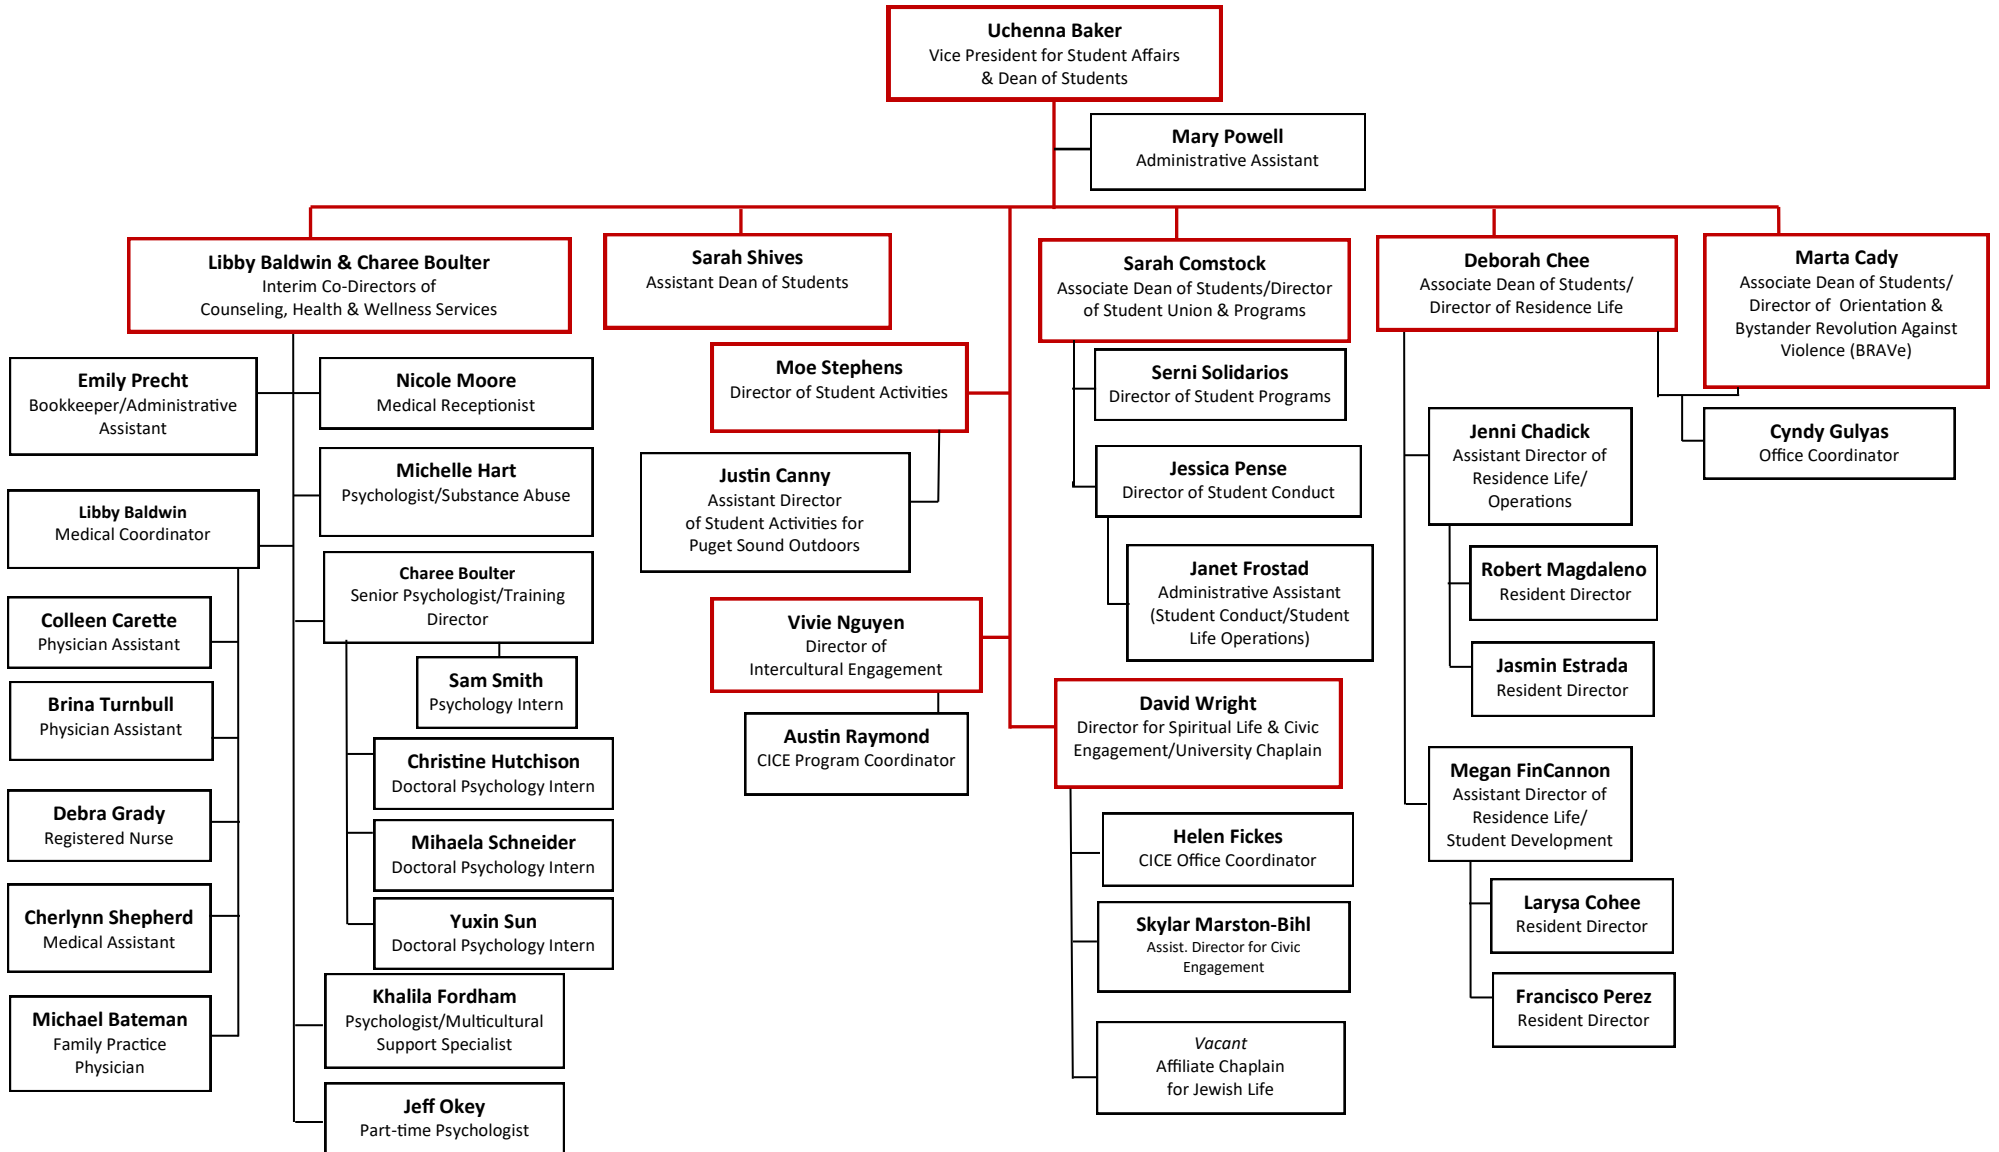 Uchenna Baker
Vice President for Student Affairs
& Dean of Students
Mary Powell
Administrative Assistant
Libby Baldwin & Charee Boulter
Interim Co-Directors of
Counseling, Health & Wellness Services
Emily Precht
Bookkeeper/Administrative
Assistant
Nicole Moore
Medical Receptionist
Michelle Hart
Psychologist/Substance Abuse
Libby Baldwin
Medical Coordinator
Colleen Carette
Physician Assistant
Brina Turnbull
Physician Assistant
Debra Grady
Registered Nurse
Cherlynn Shepherd
Medical Assistant
Michael Bateman
Family Practice
Physician
Charee Boulter
Senior Psychologist/Training
Director
Sam Smith
Psychology Intern
Christine Hutchison
Doctoral Psychology Intern
Mihaela Schneider
Doctoral Psychology Intern
Yuxin Sun
Doctoral Psychology Intern
Khalila Fordham
Psychologist/Multicultural
Support Specialist
Jeff Okey
Part-time Psychologist
Sarah Shives
Assistant Dean of Students
Moe Stephens
Director of Student Activities
Justin Canny
Assistant Director
of Student Activities for
Puget Sound Outdoors
Vivie Nguyen
Director of
Intercultural Engagement
Austin Raymond
CICE Program Coordinator
Sarah Comstock
Associate Dean of Students/Director
of Student Union & Programs
Serni Solidarios
Director of Student Programs
Jessica Pense
Director of Student Conduct
Janet Frostad
Administrative Assistant
(Student Conduct/Student
Life Operations)
David Wright
Director for Spiritual Life & Civic
Engagement/University Chaplain
Helen Fickes
CICE Office Coordinator
Skylar Marston-Bihl
Assist. Director for Civic
Engagement
Vacant
Affiliate Chaplain
for Jewish Life
Deborah Chee
Associate Dean of Students/
Director of Residence Life
Jenni Chadick
Assistant Director of
Residence Life/
Operations
Robert Magdaleno
Resident Director
Jasmin Estrada
Resident Director
Megan FinCannon
Assistant Director of
Residence Life/
Student Development
Larysa Cohee
Resident Director
Francisco Perez
Resident Director
Marta Cady
Associate Dean of Students/
Director of Orientation &
Bystander Revolution Against
Violence (BRAVe)
Cyndy Gulyas
Office Coordinator